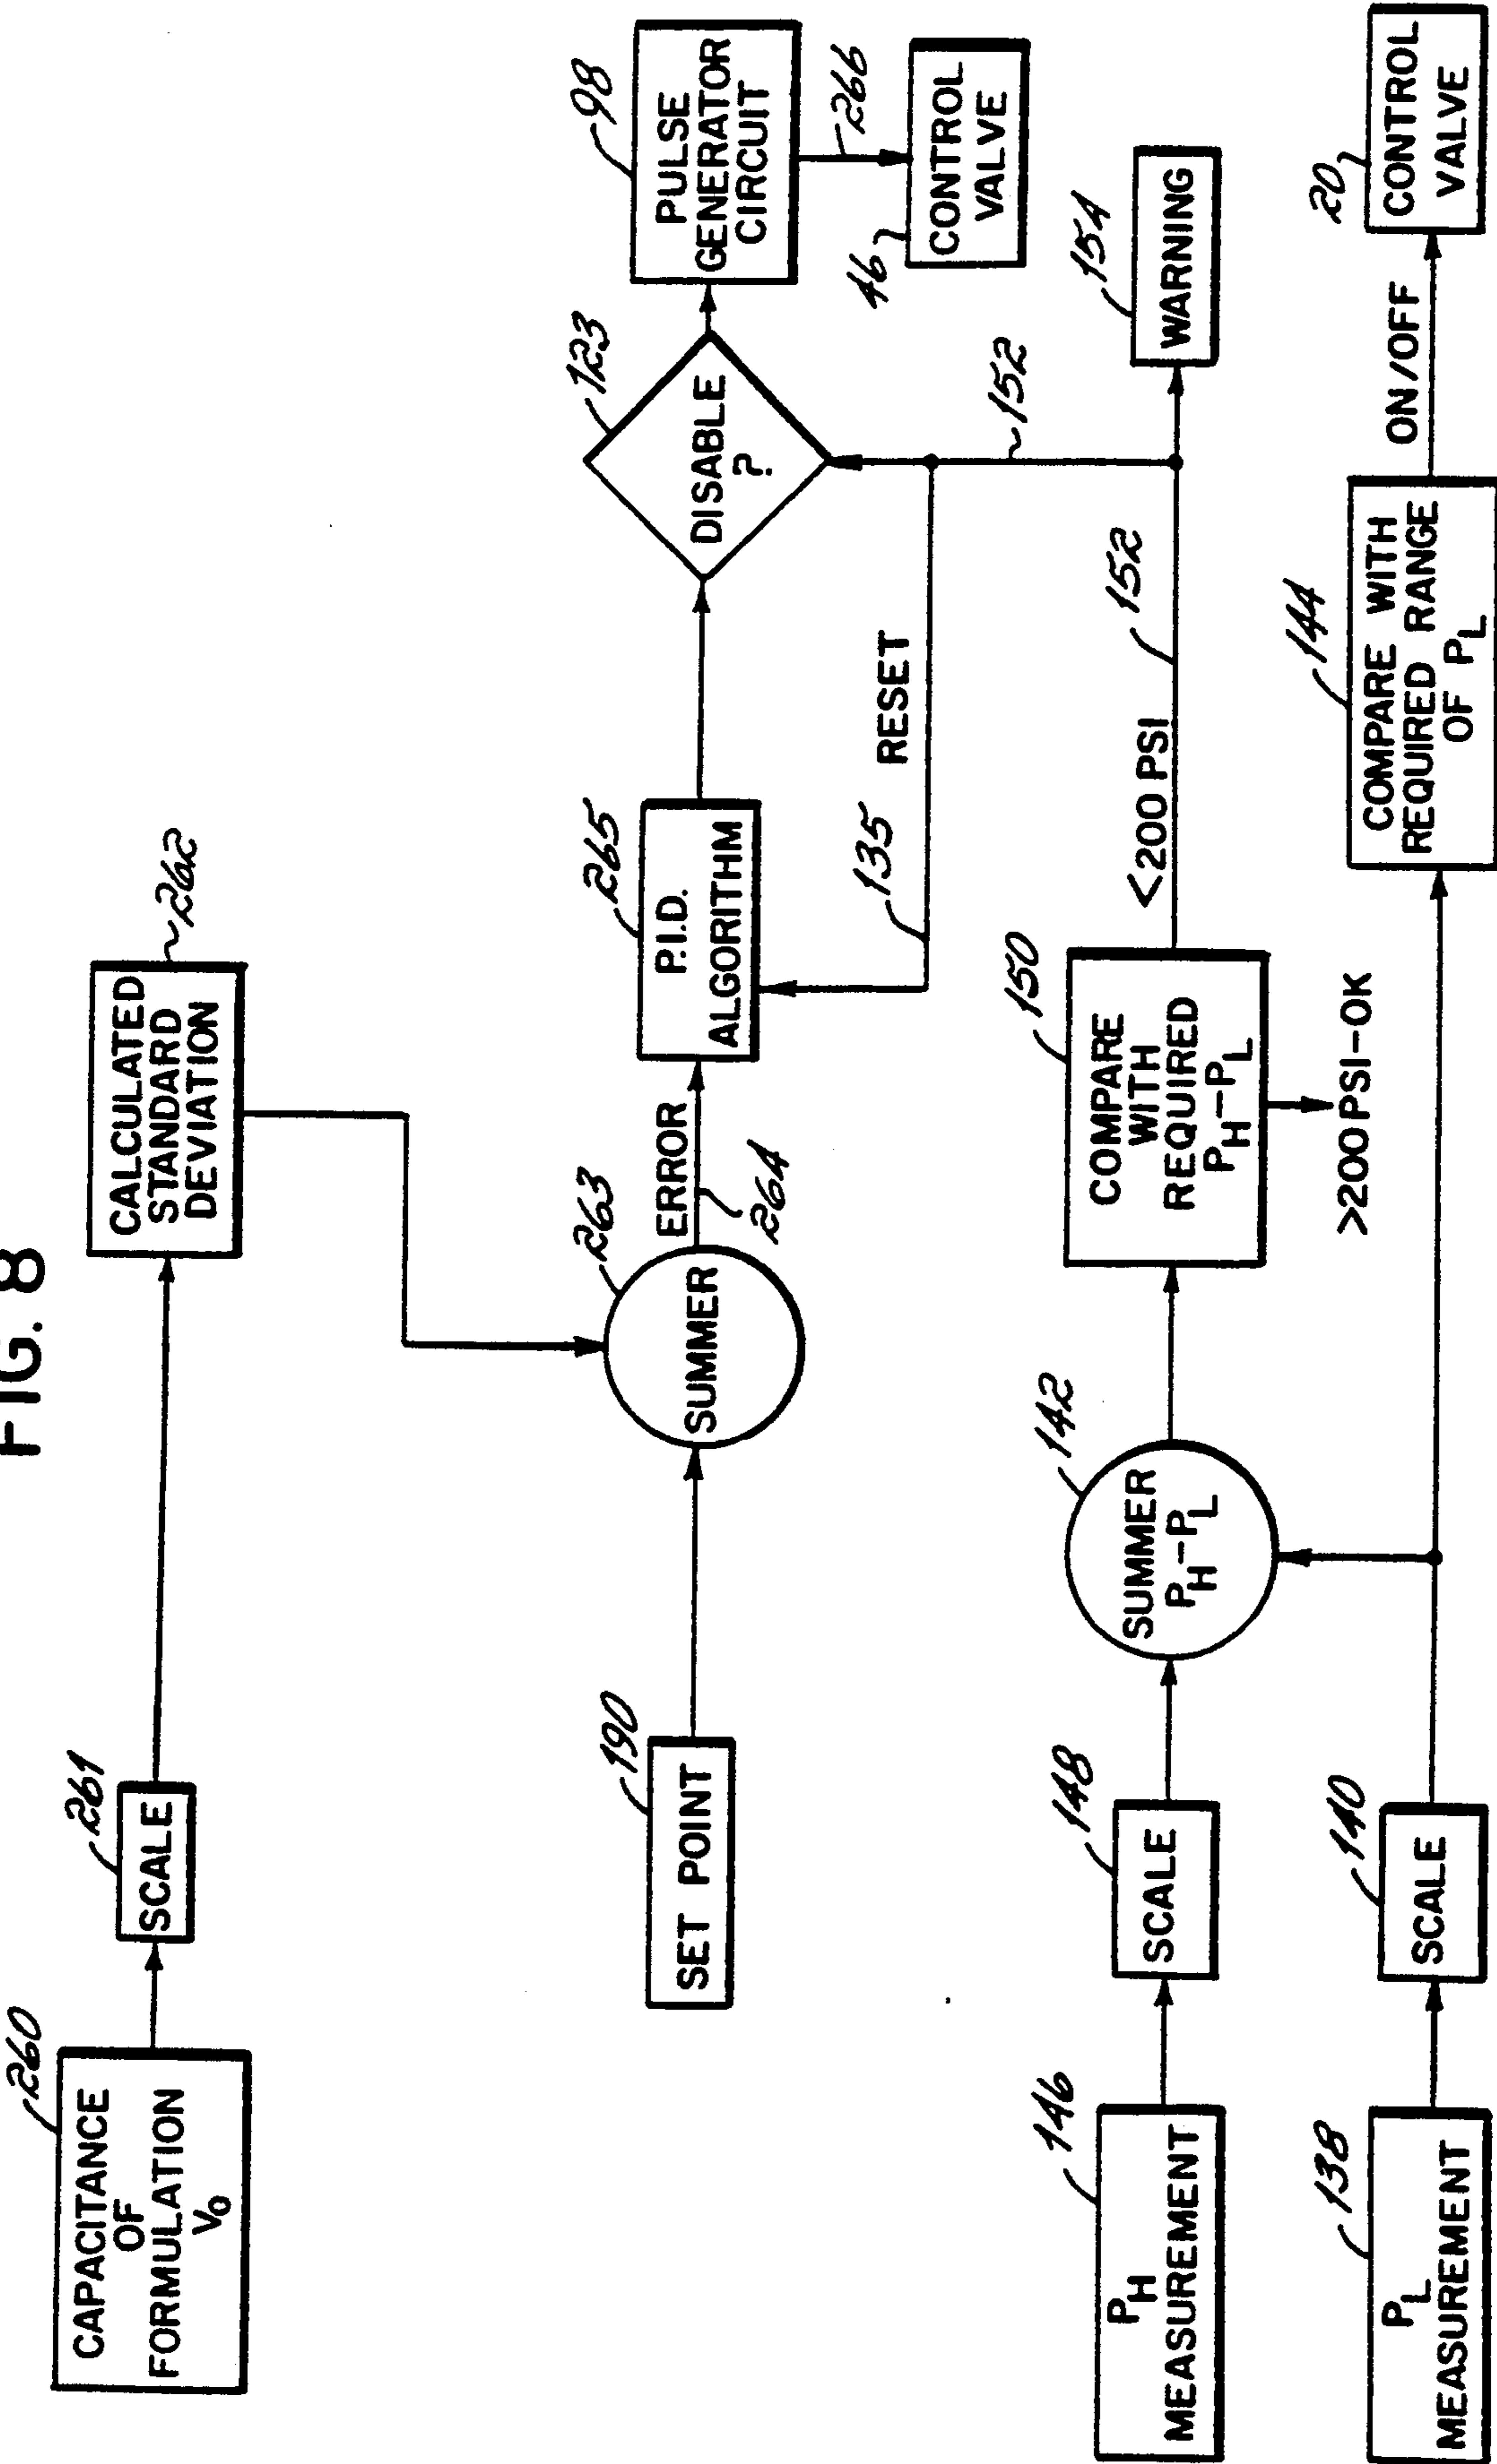 FIG. 8
260
CAPACITANCE
OF
FORMULATION
V0
261
SCALE
262
CALCULATED
STANDARD
DEVIATION
190
SET POINT
263
SUMMER
ERROR
264
265
P.I.D.
ALGORITHM
123
DISABLE
?
98
PULSE
GENERATOR
CIRCUIT
266
46
CONTROL
VALVE
135
RESET
152
146
PH
MEASUREMENT
148
SCALE
142
SUMMER
PH-PL
150
COMPARE
WITH
REQUIRED
PH-PL
<200 PSI
152
154
WARNING
>200 PSI-OK
138
PL
MEASUREMENT
140
SCALE
144
COMPARE WITH
REQUIRED RANGE
OF PL
ON/OFF
20
CONTROL
VALVE